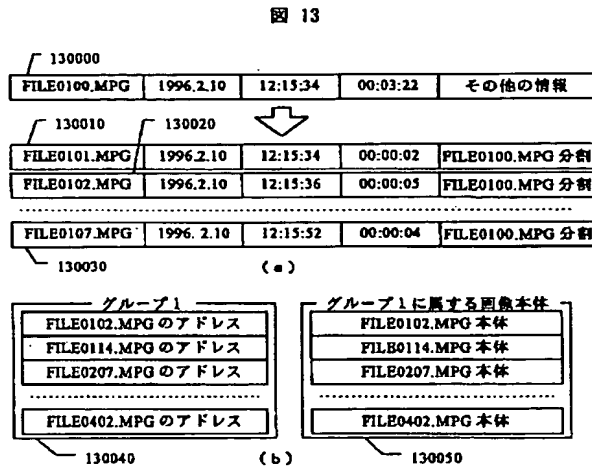 図 13
130000
FILE0100.MPG 1996.2.10 12:15:34 00:03:22 その他の情報
130010 130020
FILE0101.MPG 1996.2.10 12:15:34 00:00:02 FILE0100.MPG 分割
FILE0102.MPG 1996.2.10 12:15:36 00:00:05 FILE0100.MPG 分割
FILE0107.MPG 1996.2.10 12:15:52 00:00:04 FILE0100.MPG 分割
130030 (a)
グループ1 グループ1に属する画像本体
FILE0102.MPG のアドレス FILE0102.MPG 本体
FILE0114.MPG のアドレス FILE0114.MPG 本体
FILE0207.MPG のアドレス FILE0207.MPG 本体
FILE0402.MPG のアドレス FILE0402.MPG 本体
130040 (b) 130050